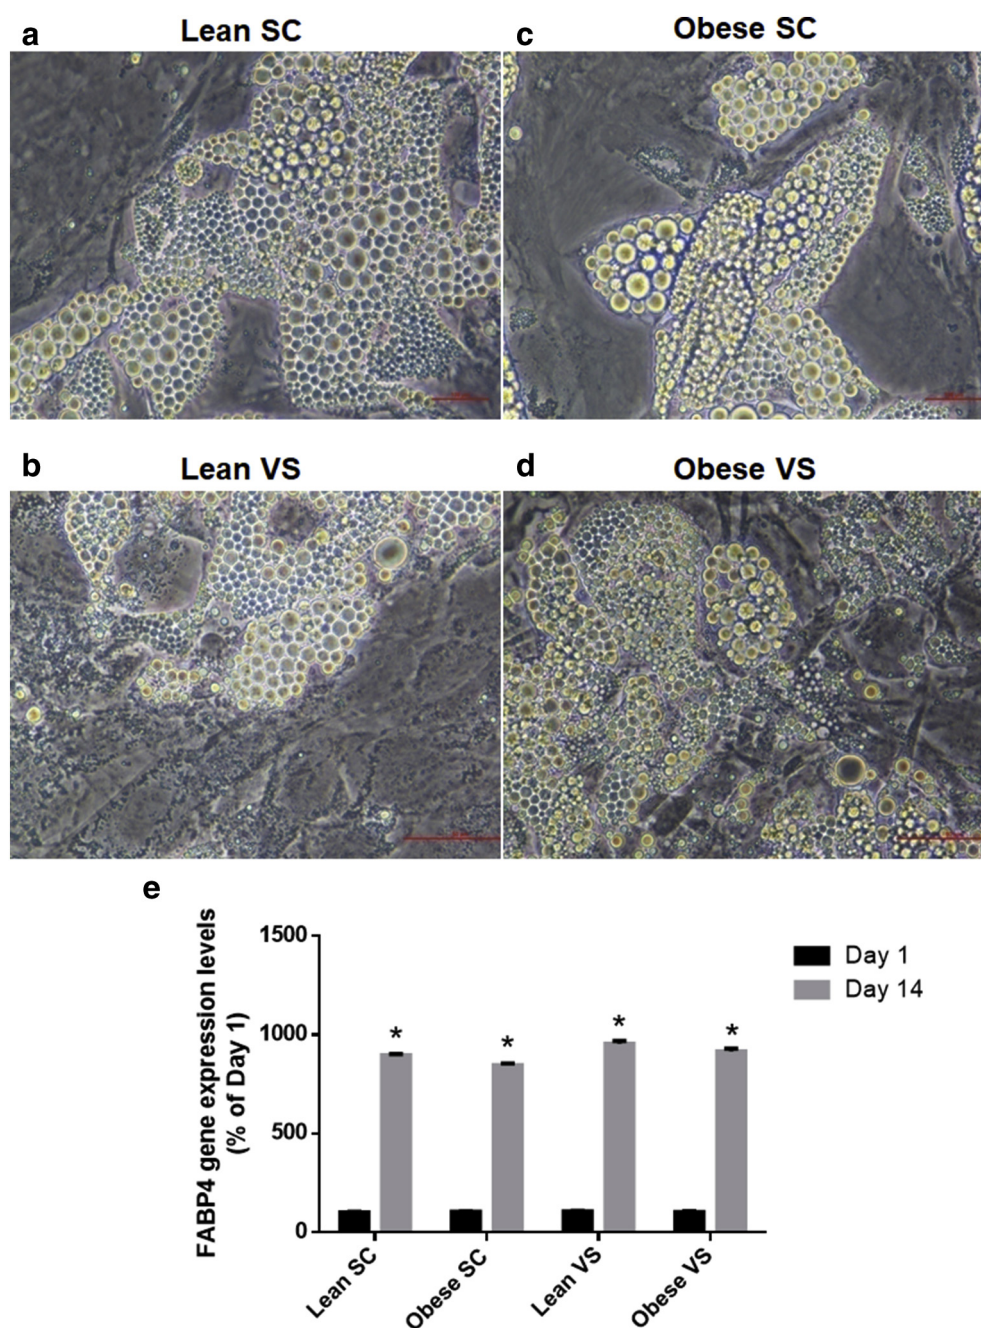 a
Lean SC
c
Obese SC
b
Lean VS
d
Obese VS
e
FABP4 gene expression levels
(% of Day 1)
1500
1000
500
0
*
*
*
*
Day 1
Day 14
Lean SC
Obese SC
Lean VS
Obese VS